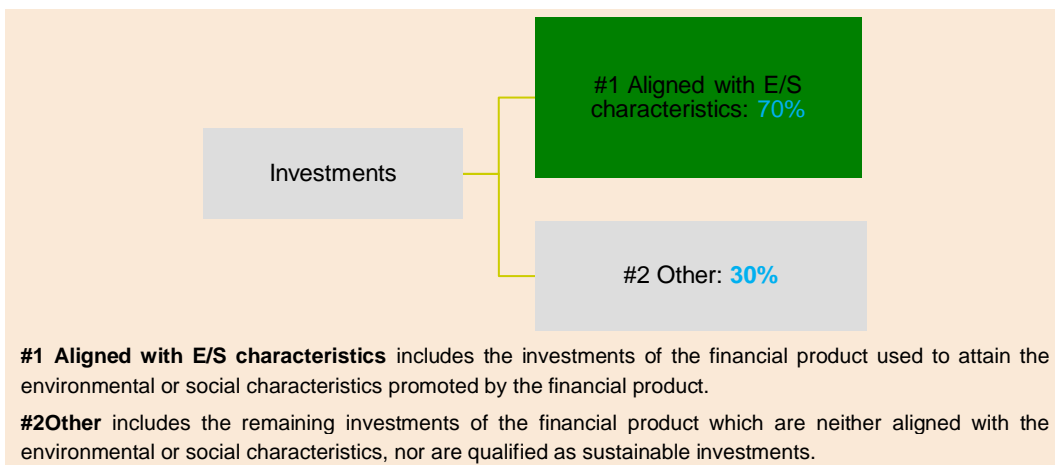 #1 Aligned with E/S
characteristics: 70%
Investments
#2 Other: 30%
#1 Aligned with E/S characteristics includes the investments of the financial product used to attain the
environmental or social characteristics promoted by the financial product.
#2Other includes the remaining investments of the financial product which are neither aligned with the
environmental or social characteristics, nor are qualified as sustainable investments.